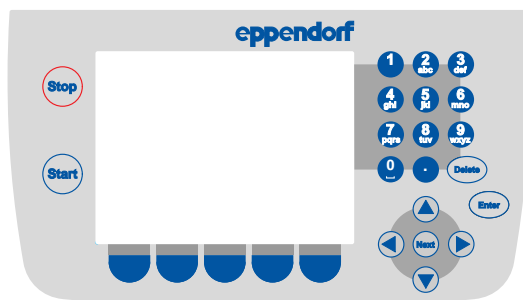 eppendorf
Stop
Start
1
2
abc
3
def
4
ghi
5
jkl
6
mno
7
pqrs
8
tuv
9
wxyz
0
.
Delete
Enter
Next